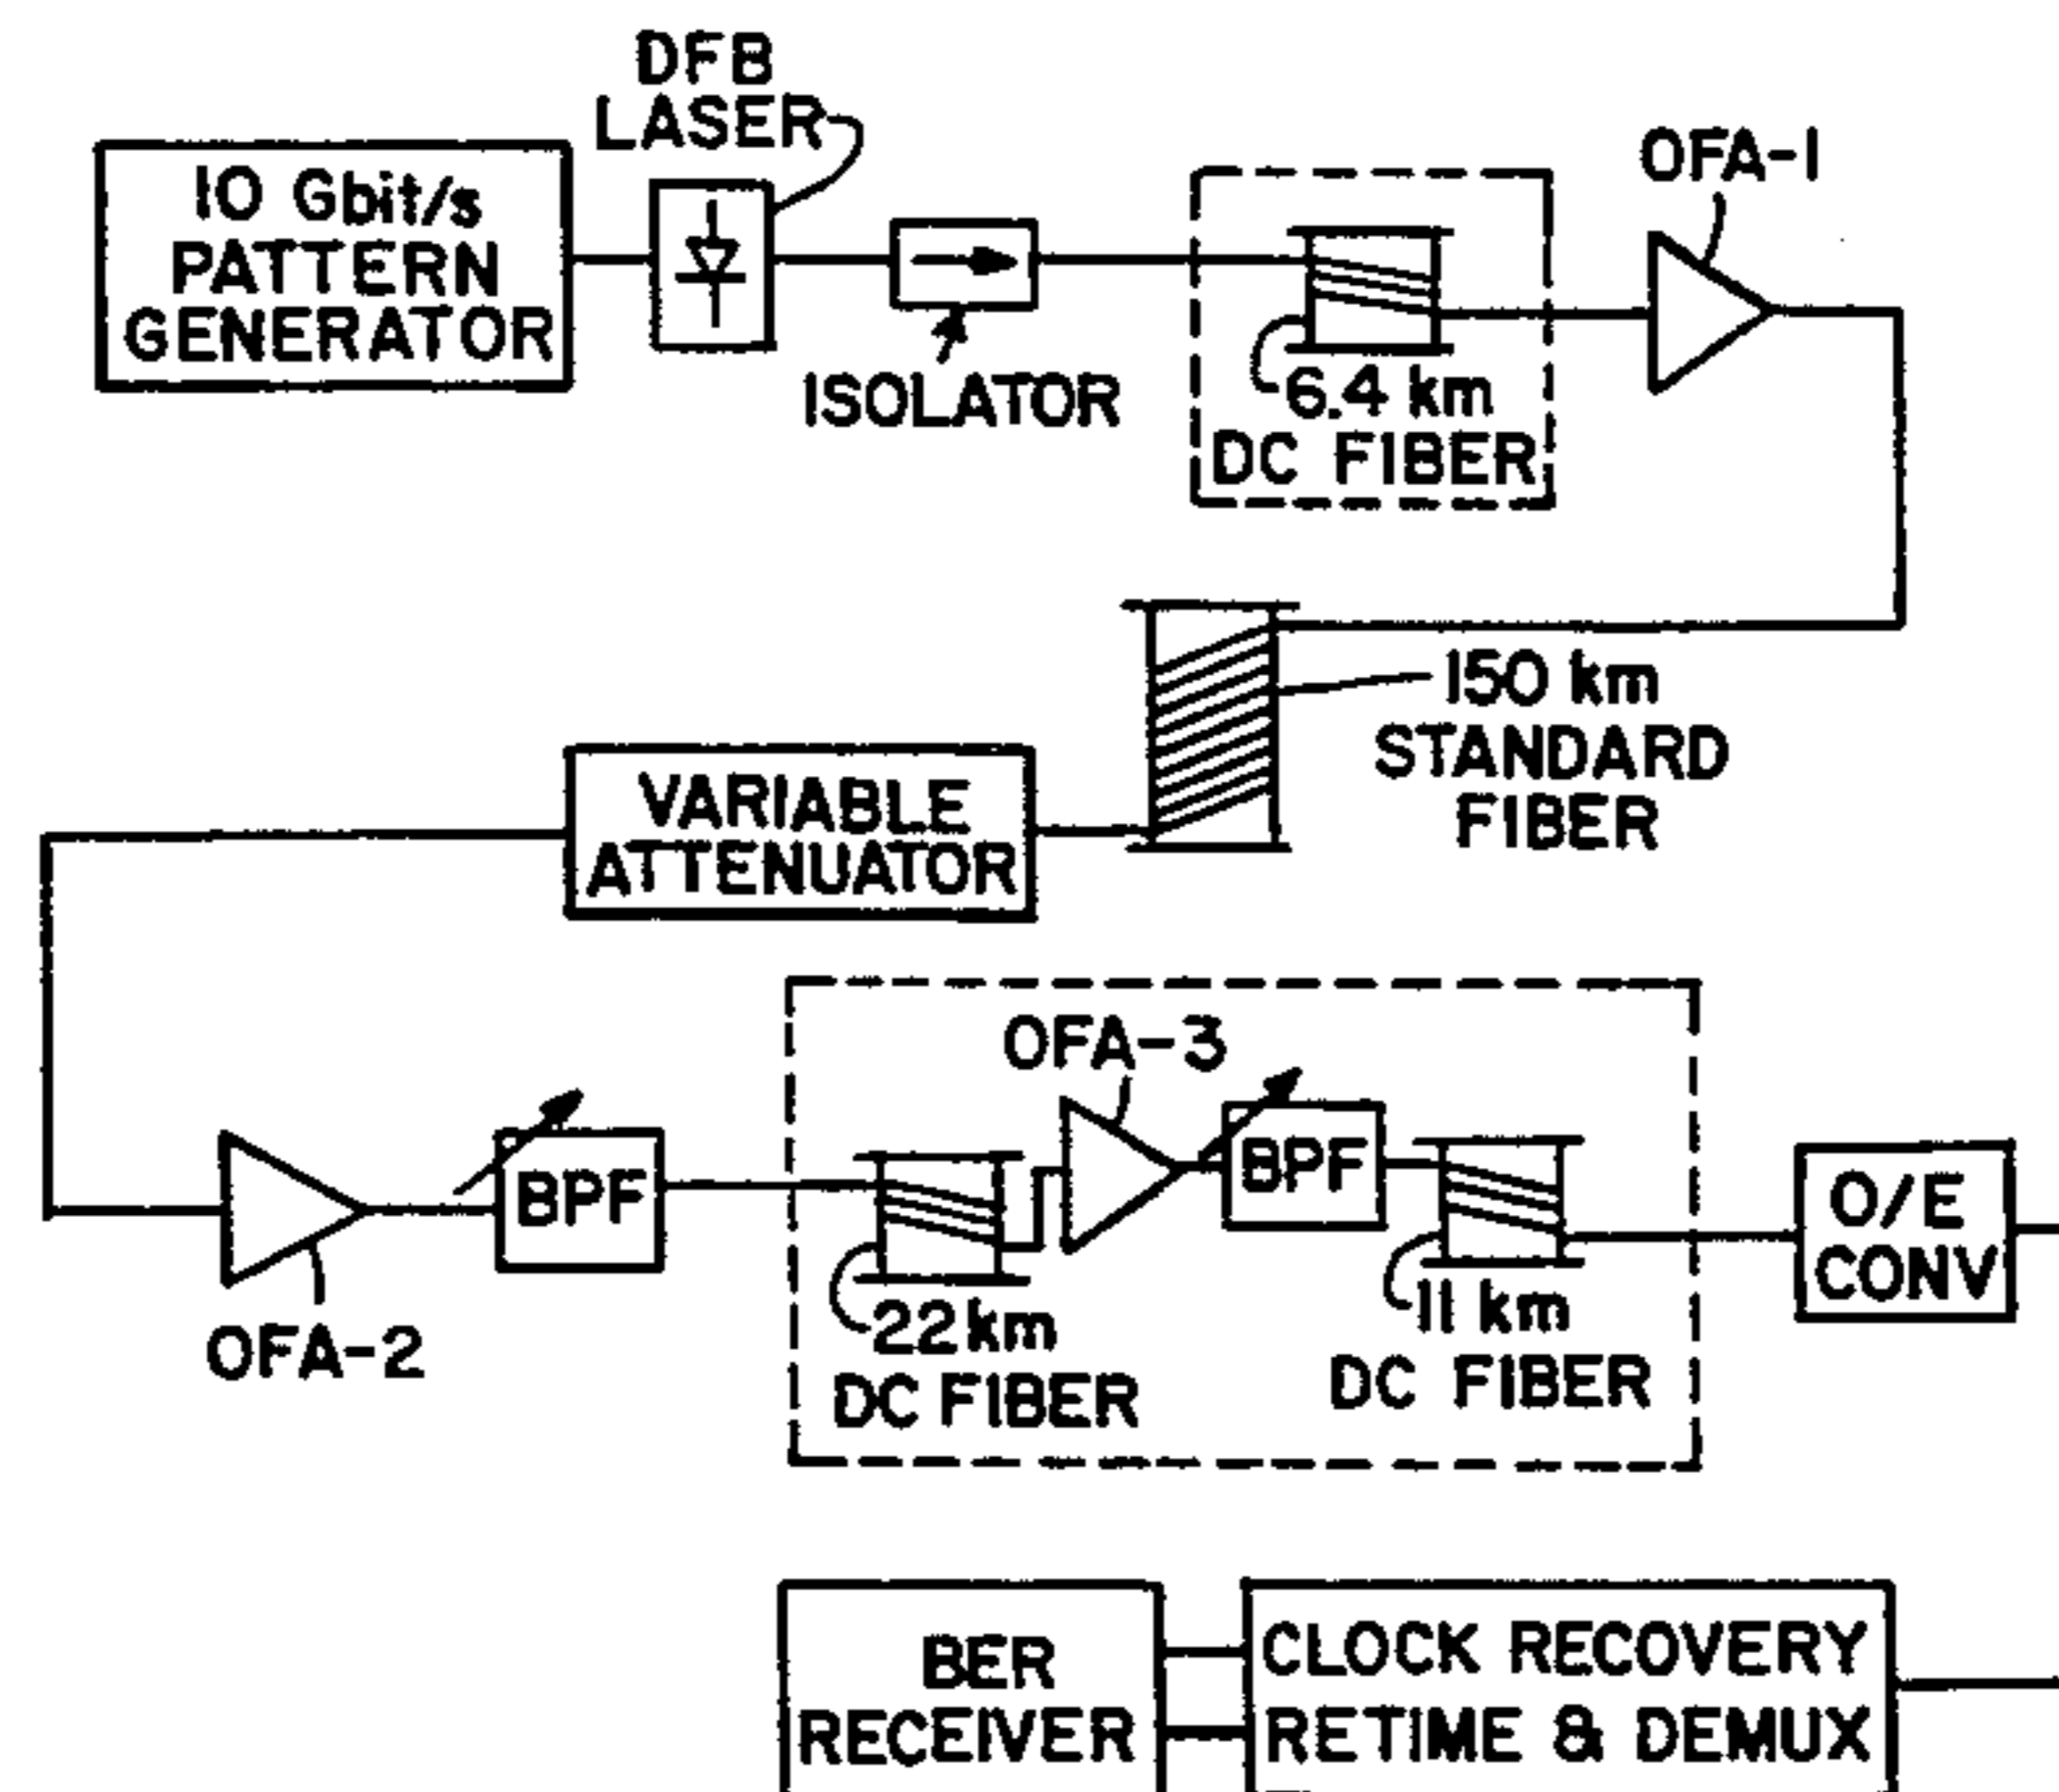 DFB
LASER
10 Gbit/s
PATTERN
GENERATOR
ISOLATOR
6.4 km
DC FIBER
OFA-1
150 km
STANDARD
FIBER
VARIABLE
ATTENUATOR
OFA-2
BPF
OFA-3
BPF
22 km
DC FIBER
11 km
DC FIBER
O/E
CONV
BER
RECEIVER
CLOCK RECOVERY
RETIME & DEMUX